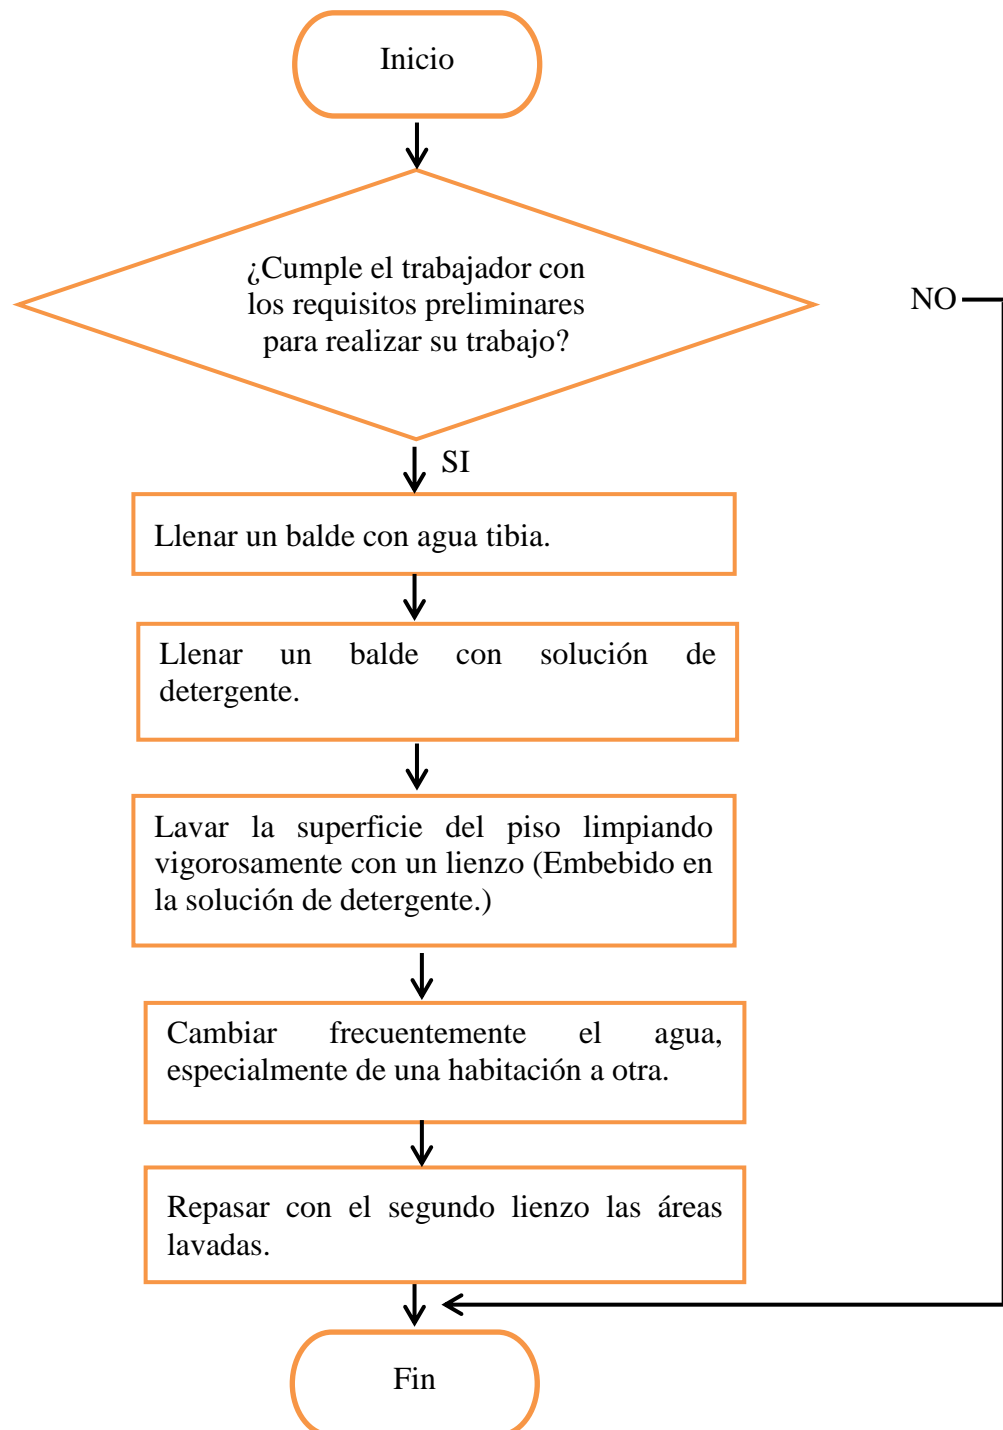 Inicio
¿Cumple el trabajador con
los requisitos preliminares
para realizar su trabajo?
NO
SI
Llenar un balde con agua tibia.
Llenar un balde con solución de
detergente.
Lavar la superficie del piso limpiando
vigorosamente con un lienzo (Embebido en
la solución de detergente.)
Cambiar frecuentemente el agua,
especialmente de una habitación a otra.
Repasar con el segundo lienzo las áreas
lavadas.
Fin